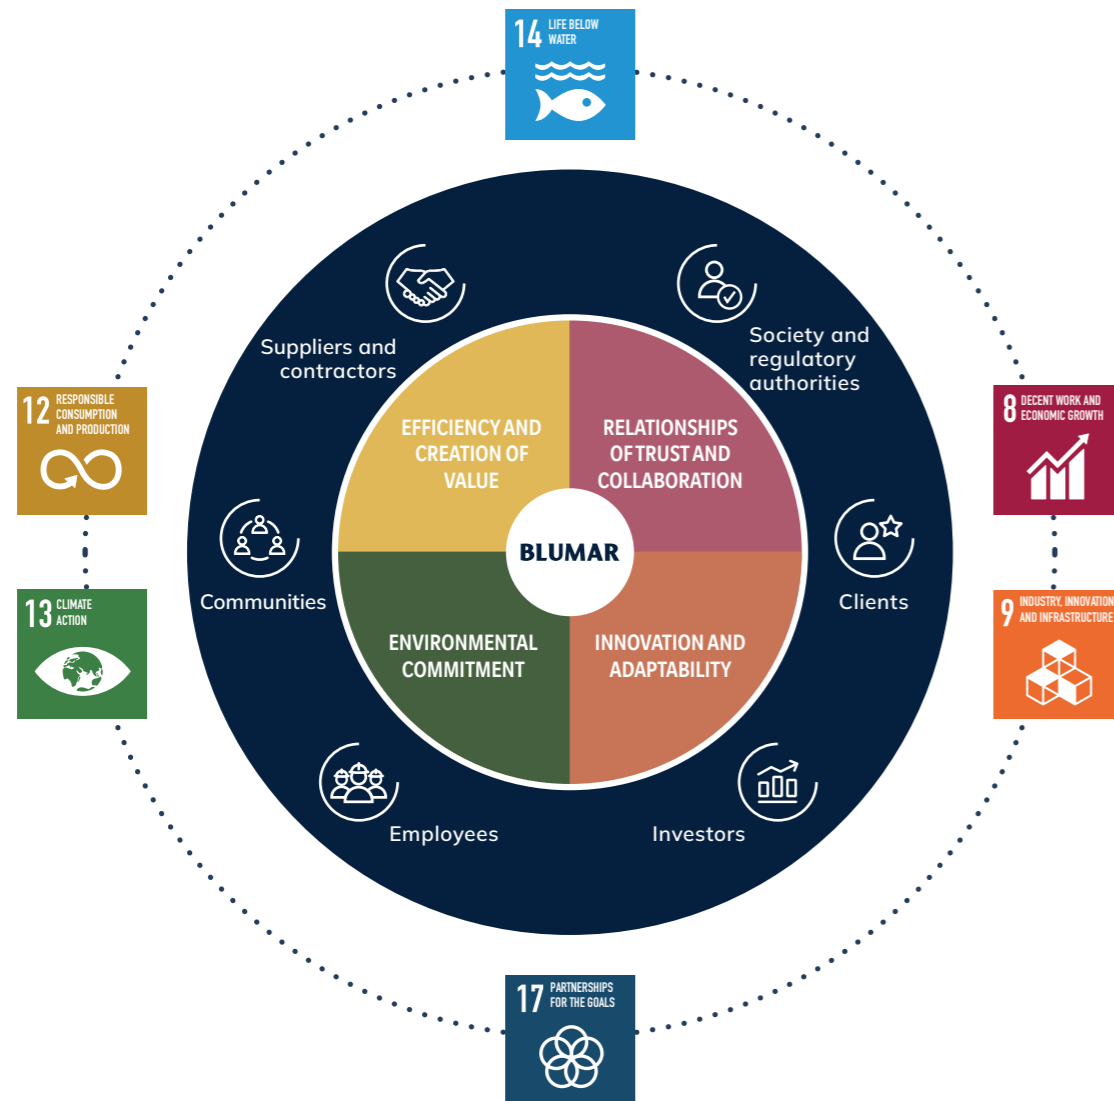 14 LIFE BELOW
WATER
Suppliers and
contractors
Society and
regulatory
authorities
12 RESPONSIBLE
CONSUMPTION
AND PRODUCTION
8 DECENT WORK AND
ECONOMIC GROWTH
EFFICIENCY AND
CREATION OF
VALUE
RELATIONSHIPS
OF TRUST AND
COLLABORATION
BLUMAR
Communities
Clients
13 CLIMATE
ACTION
9 INDUSTRY, INNOVATION
AND INFRASTRUCTURE
ENVIRONMENTAL
COMMITMENT
INNOVATION AND
ADAPTABILITY
Employees
Investors
17 PARTNERSHIPS
FOR THE GOALS